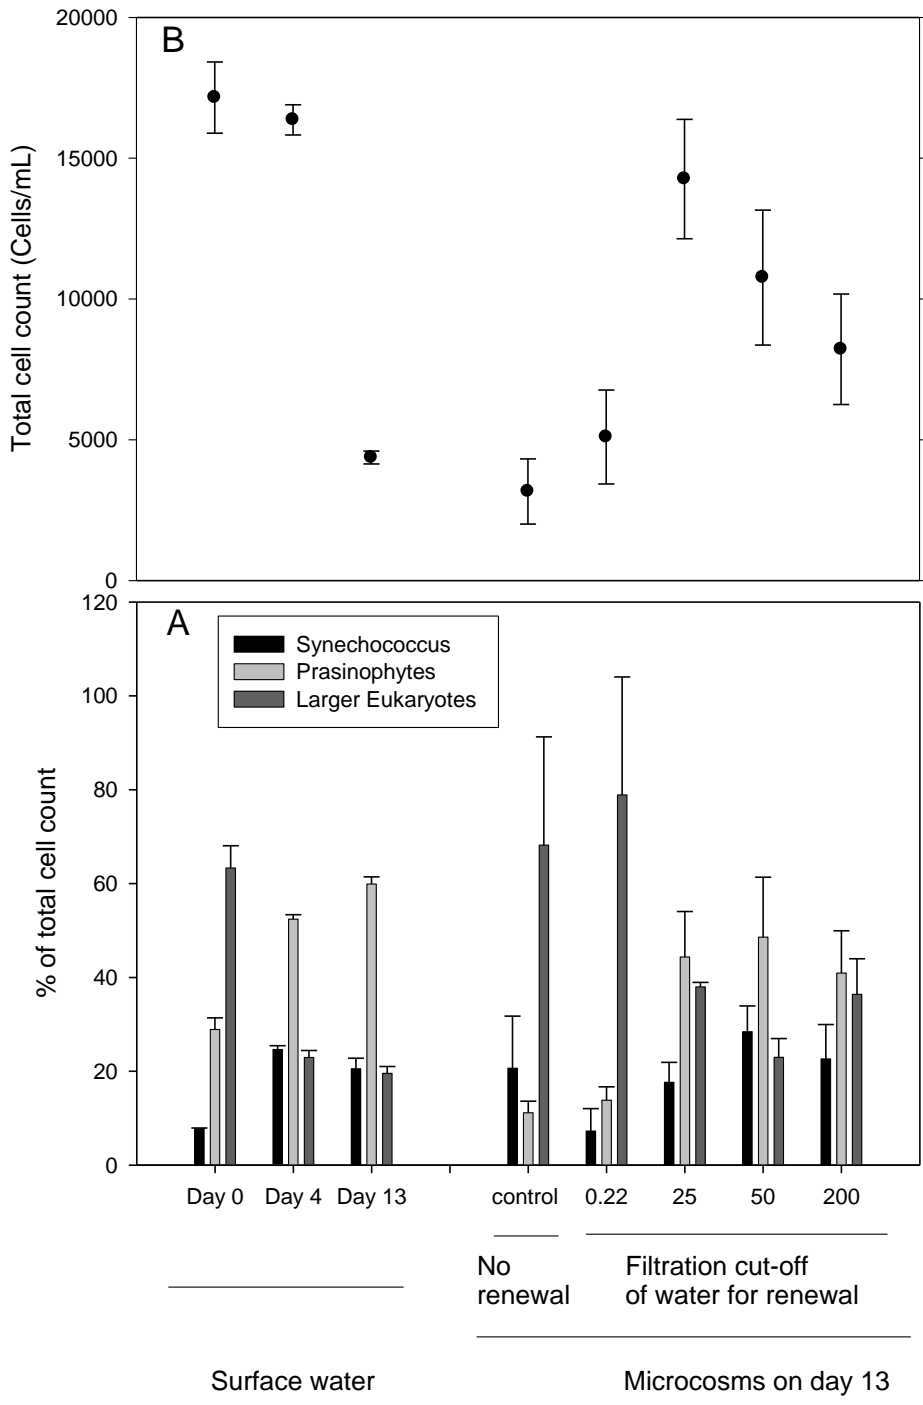 20000
B
15000
10000
5000
0
Total cell count (Cells/mL)
120
A
Synechococcus
Prasinophytes
Larger Eukaryotes
100
80
60
40
20
0
% of total cell count
Day 0 Day 4 Day 13 control 0.22 25 50 200
No
renewal
Filtration cut-off
of water for renewal
Surface water
Microcosms on day 13